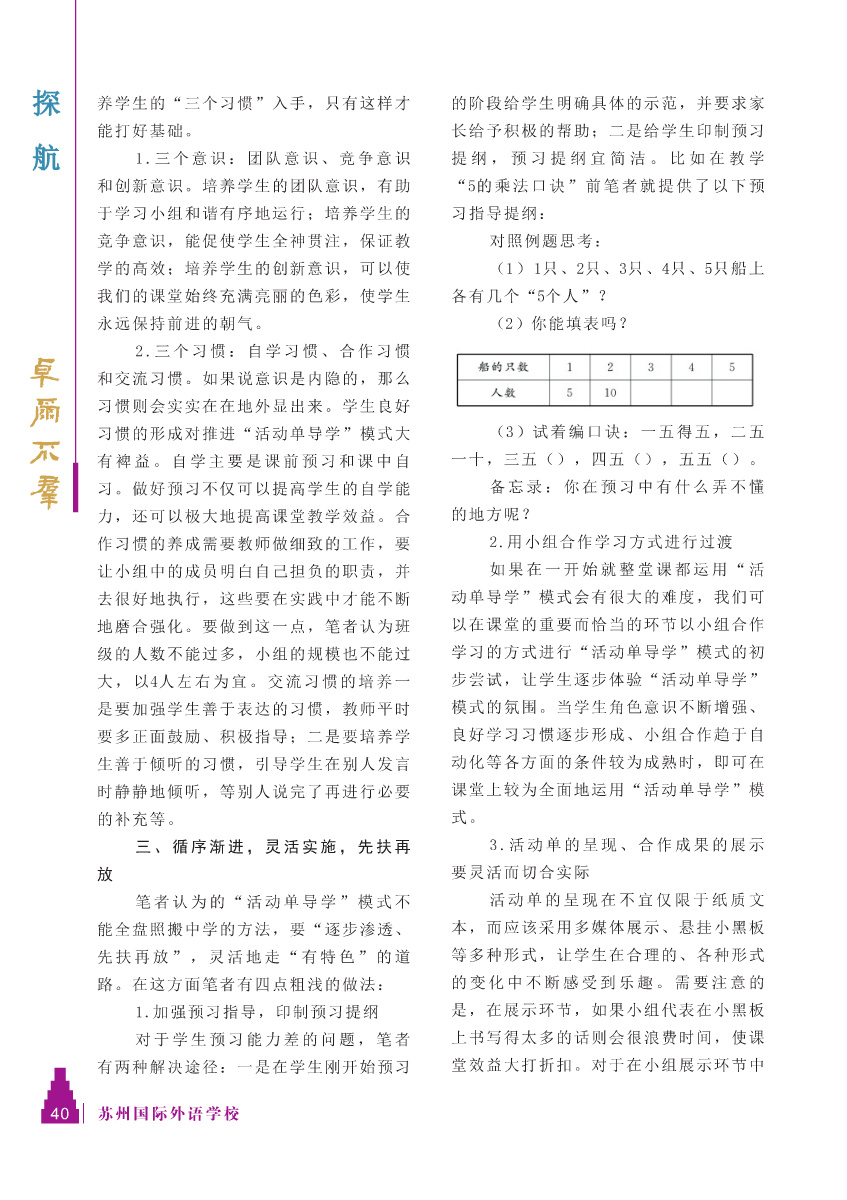 探
航
卓
爾
不
群
养学生的“三个习惯”入手，只有这样才
能打好基础。
1.三个意识：团队意识、竞争意识
和创新意识。培养学生的团队意识，有助
于学习小组和谐有序地运行；培养学生的
竞争意识，能促使学生全神贯注，保证教
学的高效；培养学生的创新意识，可以使
我们的课堂始终充满亮丽的色彩，使学生
永远保持前进的朝气。
2.三个习惯：自学习惯、合作习惯
和交流习惯。如果说意识是内隐的，那么
习惯则会实实在在地外显出来。学生良好
习惯的形成对推进“活动单导学”模式大
有裨益。自学主要是课前预习和课中自
习。做好预习不仅可以提高学生的自学能
力，还可以极大地提高课堂教学效益。合
作习惯的养成需要教师做细致的工作，要
让小组中的成员明白自己担负的职责，并
去很好地执行，这些要在实践中才能不断
地磨合强化。要做到这一点，笔者认为班
级的人数不能过多，小组的规模也不能过
大，以4人左右为宜。交流习惯的培养一
是要加强学生善于表达的习惯，教师平时
要多正面鼓励、积极指导；二是要培养学
生善于倾听的习惯，引导学生在别人发言
时静静地倾听，等别人说完了再进行必要
的补充等。
三、循序渐进，灵活实施，先扶再
放
笔者认为的“活动单导学”模式不
能全盘照搬中学的方法，要“逐步渗透、
先扶再放”，灵活地走“有特色”的道
路。在这方面笔者有四点粗浅的做法：
1.加强预习指导，印制预习提纲
对于学生预习能力差的问题，笔者
有两种解决途径：一是在学生刚开始预习
的阶段给学生明确具体的示范，并要求家
长给予积极的帮助；二是给学生印制预习
提纲，预习提纲宜简洁。比如在教学
“5的乘法口诀”前笔者就提供了以下预
习指导提纲：
对照例题思考：
（1）1只、2只、3只、4只、5只船上
各有几个“5个人”？
（2）你能填表吗？
船的只数 1 2 3 4 5
人数 5 10
（3）试着编口诀：一五得五，二五
一十，三五（），四五（），五五（）。
备忘录：你在预习中有什么弄不懂
的地方呢？
2.用小组合作学习方式进行过渡
如果在一开始就整堂课都运用“活
动单导学”模式会有很大的难度，我们可
以在课堂的重要而恰当的环节以小组合作
学习的方式进行“活动单导学”模式的初
步尝试，让学生逐步体验“活动单导学”
模式的氛围。当学生角色意识不断增强、
良好学习习惯逐步形成、小组合作趋于自
动化等各方面的条件较为成熟时，即可在
课堂上较为全面地运用“活动单导学”模
式。
3.活动单的呈现、合作成果的展示
要灵活而切合实际
活动单的呈现在不宜仅限于纸质文
本，而应该采用多媒体展示、悬挂小黑板
等多种形式，让学生在合理的、各种形式
的变化中不断感受到乐趣。需要注意的
是，在展示环节，如果小组代表在小黑板
上书写得太多的话则会很浪费时间，使课
堂效益大打折扣。对于在小组展示环节中
40 苏州国际外语学校